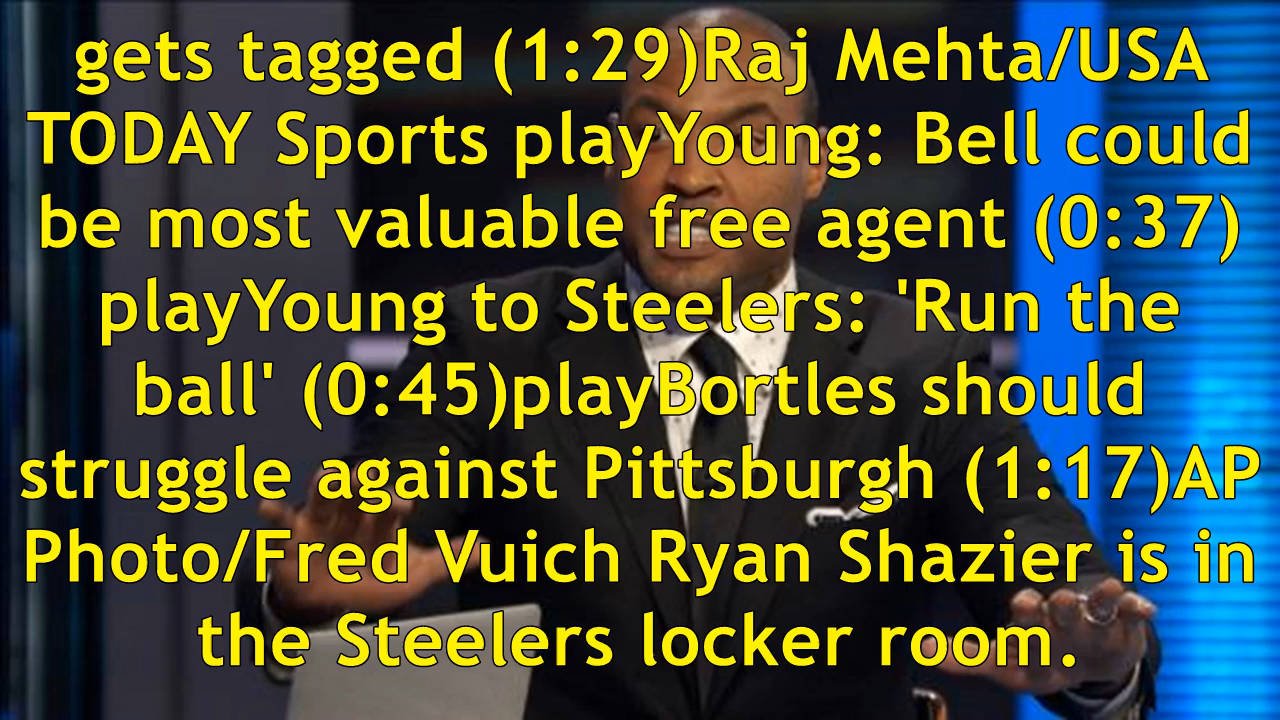 gets tagged (1:29)Raj Mehta/USA
TODAY Sports playYoung: Bell could
be most valuable free agent (0:37)
playYoung to Steelers: 'Run the
ball' (0:45)playBortles should
struggle against Pittsburgh (1:17)AP
Photo/Fred Vuich Ryan Shazier is in
the Steelers locker room.